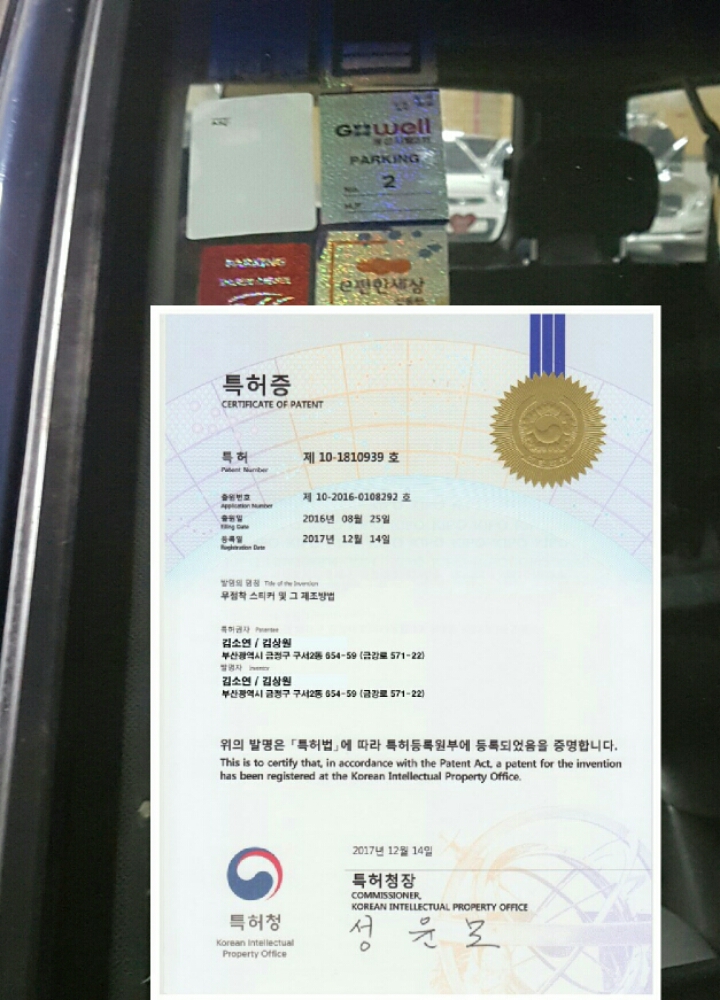 G::well
PARKING
2
PARKING
e편한세상
특허증
CERTIFICATE OF PATENT
특 허
제 10-1810939 호
Patent Number
출원번호
제 10-2016-0108292 호
Application Number
출원일
2016년 08월 25일
Filing Date
등록일
2017년 12월 14일
Registration Date
발명의 명칭 Title of the Invention
무점착 스티커 및 그 제조방법
특허권자 Patentee
김소연 / 김상원
부산광역시 금정구 구서2동 654-59 (금강로 571-22)
발명자 Inventor
김소연 / 김상원
부산광역시 금정구 구서2동 654-59 (금강로 571-22)
위의 발명은 「특허법」에 따라 특허등록원부에 등록되었음을 증명합니다.
This is to certify that, in accordance with the Patent Act, a patent for the invention
has been registered at the Korean Intellectual Property Office.
2017년 12월 14일
특허청장
COMMISSIONER,
KOREAN INTELLECTUAL PROPERTY OFFICE
성 윤 모
특허청
Korean Intellectual
Property Office